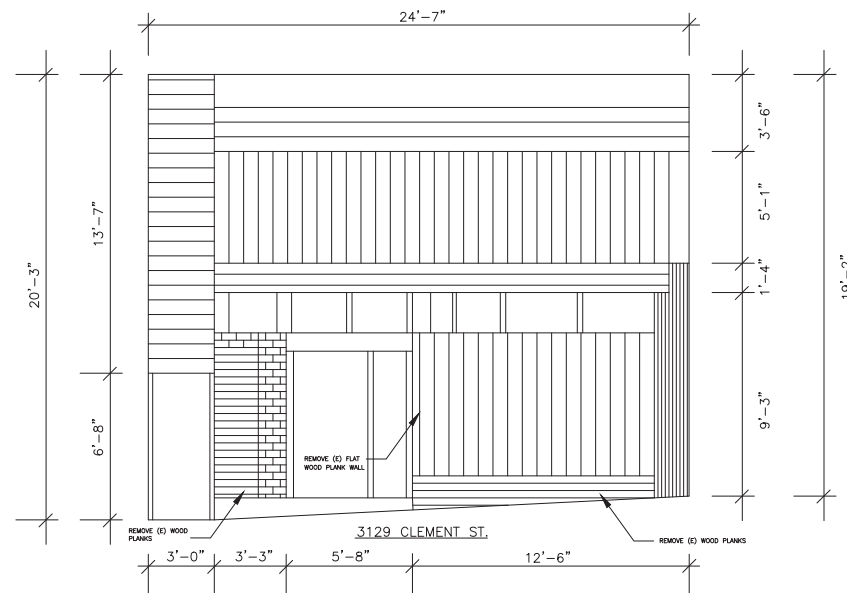 24'-7"
20'-3"
13'-7"
6'-8"
3'-6"
5'-1"
1'-4"
9'-3"
19'-2"
REMOVE (E) FLAT
WOOD PLANK WALL
REMOVE (E) WOOD
PLANKS
3129 CLEMENT ST.
REMOVE (E) WOOD PLANKS
3'-0"
3'-3"
5'-8"
12'-6"